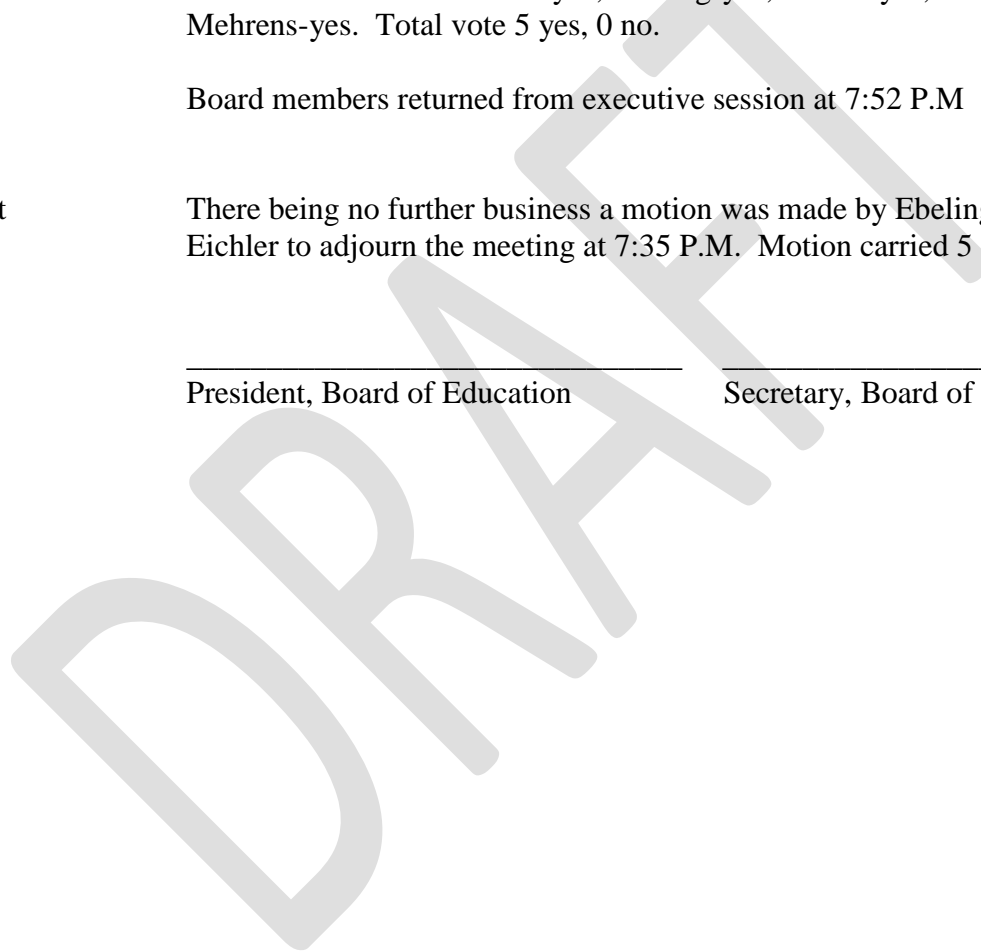 Mehrens-yes.  Total vote 5 yes, 0 no.
Board members returned from executive session at 7:52 P.M
There being no further business a motion was made by Ebeling
Eichler to adjourn the meeting at 7:35 P.M.  Motion carried 5
President, Board of Education Secretary, Board of
DRAFT